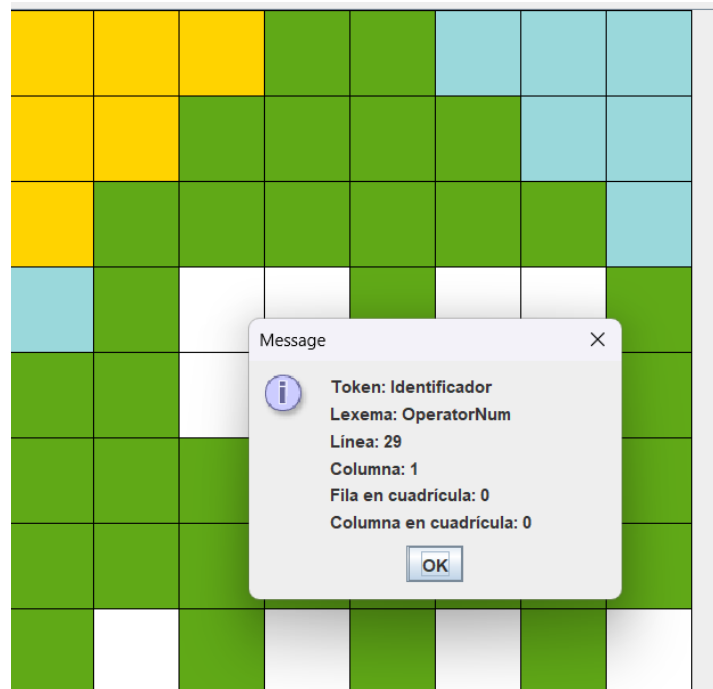 Message
Token: Identificador
Lexema: OperatorNum
Línea: 29
Columna: 1
Fila en cuadrícula: 0
Columna en cuadrícula: 0
OK